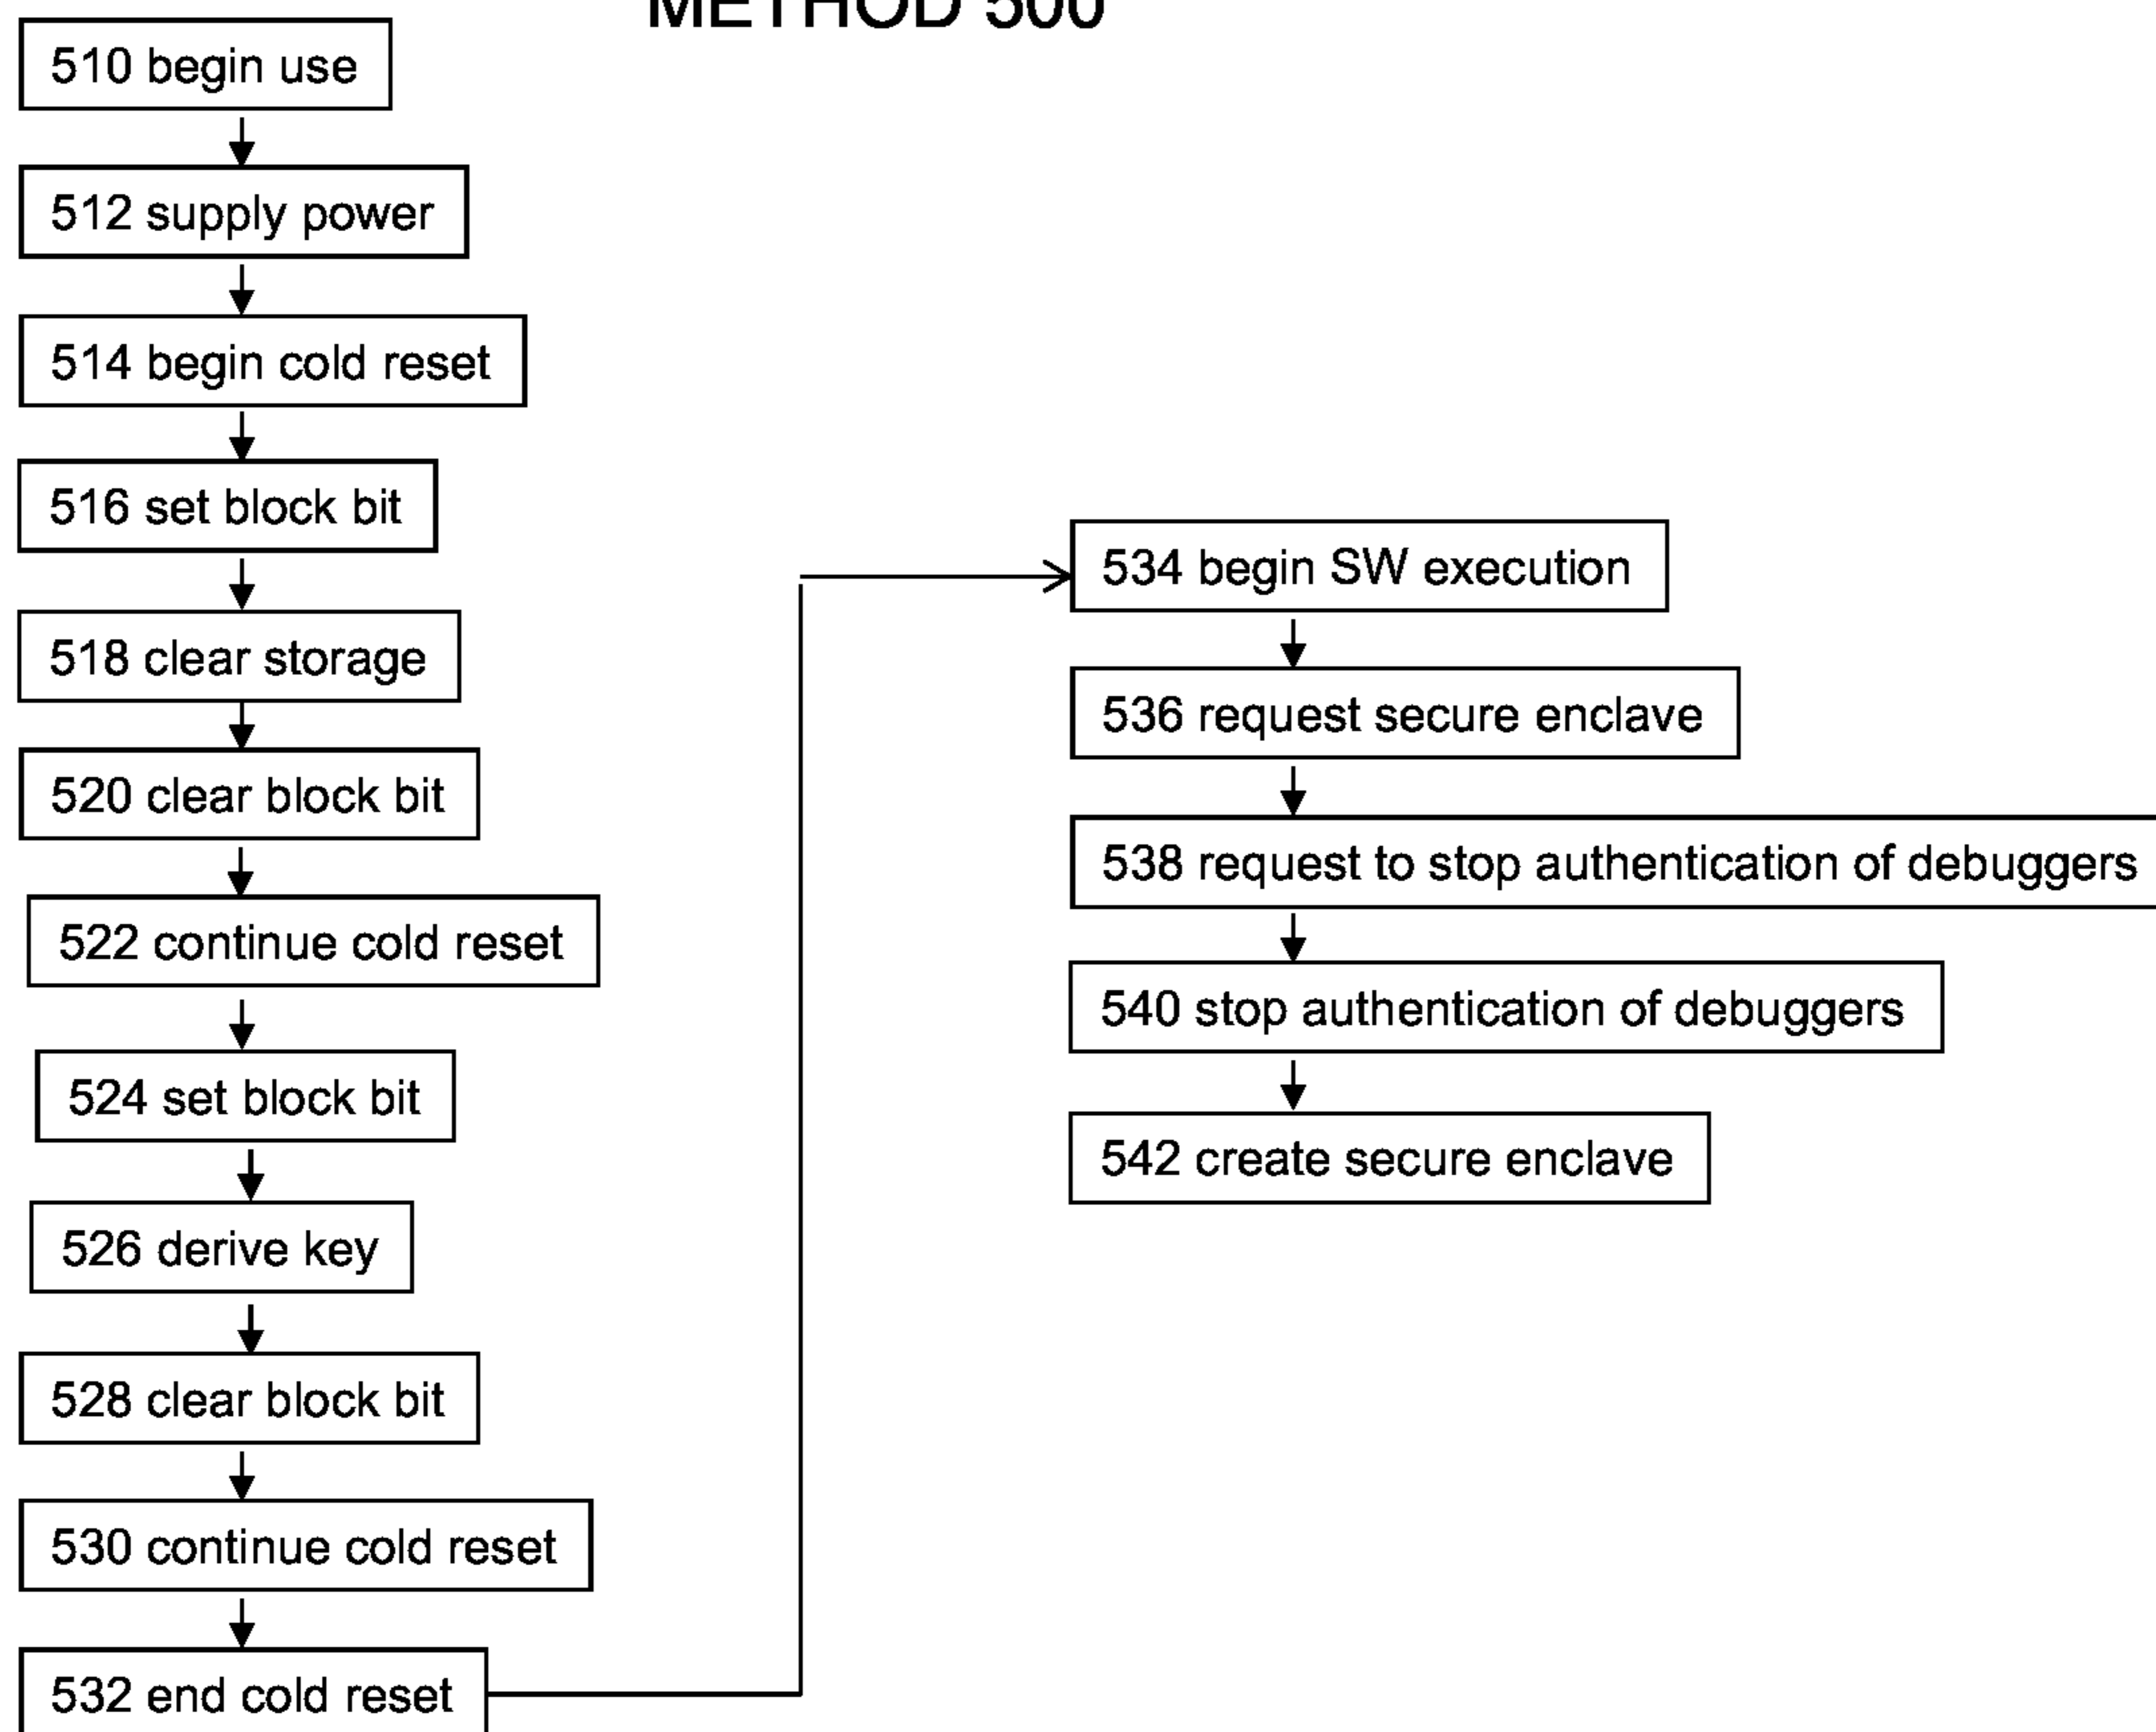 METHOD 500
510 begin use
512 supply power
514 begin cold reset
516 set block bit
518 clear storage
520 clear block bit
522 continue cold reset
524 set block bit
526 derive key
528 clear block bit
530 continue cold reset
532 end cold reset
534 begin SW execution
536 request secure enclave
538 request to stop authentication of debuggers
540 stop authentication of debuggers
542 create secure enclave